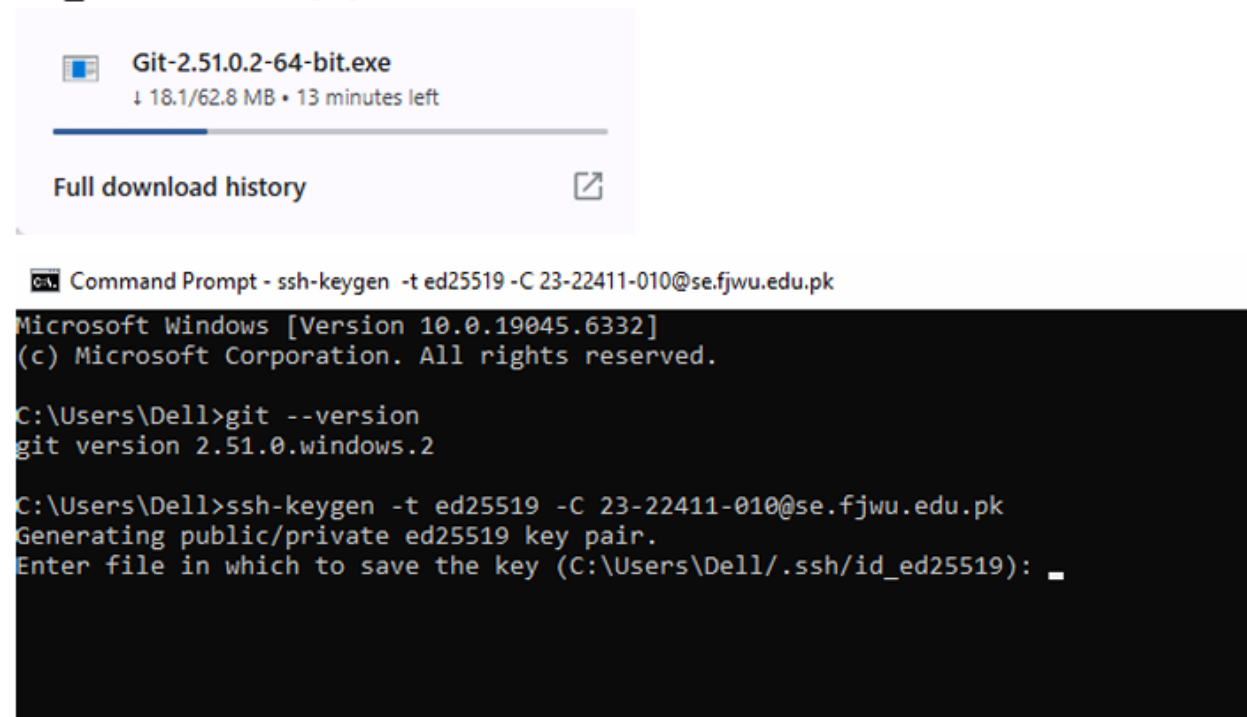 Git-2.51.0.2-64-bit.exe
↓ 18.1/62.8 MB • 13 minutes left
Full download history
Command Prompt - ssh-keygen -t ed25519 -C 23-22411-010@se.fjwu.edu.pk
Microsoft Windows [Version 10.0.19045.6332]
(c) Microsoft Corporation. All rights reserved.
C:\Users\Dell>git --version
git version 2.51.0.windows.2
C:\Users\Dell>ssh-keygen -t ed25519 -C 23-22411-010@se.fjwu.edu.pk
Generating public/private ed25519 key pair.
Enter file in which to save the key (C:\Users\Dell/.ssh/id_ed25519):